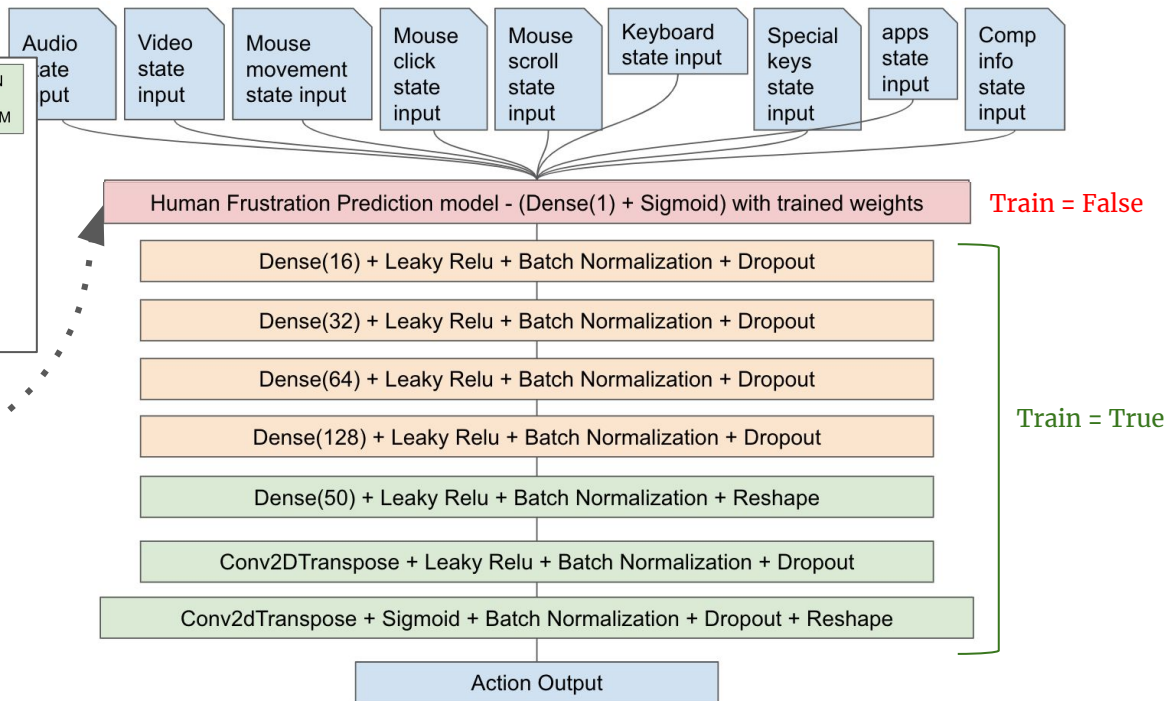 Audio
state
input
N
M
Video
state
input
Mouse
movement
state input
Mouse
click
state
input
Mouse
scroll
state
input
Keyboard
state input
Special
keys
state
input
apps
state
input
Comp
info
state
input
Human Frustration Prediction model - (Dense(1) + Sigmoid) with trained weights
Train = False
Dense(16) + Leaky Relu + Batch Normalization + Dropout
Dense(32) + Leaky Relu + Batch Normalization + Dropout
Dense(64) + Leaky Relu + Batch Normalization + Dropout
Dense(128) + Leaky Relu + Batch Normalization + Dropout
Train = True
Dense(50) + Leaky Relu + Batch Normalization + Reshape
Conv2DTranspose + Leaky Relu + Batch Normalization + Dropout
Conv2dTranspose + Sigmoid + Batch Normalization + Dropout + Reshape
Action Output